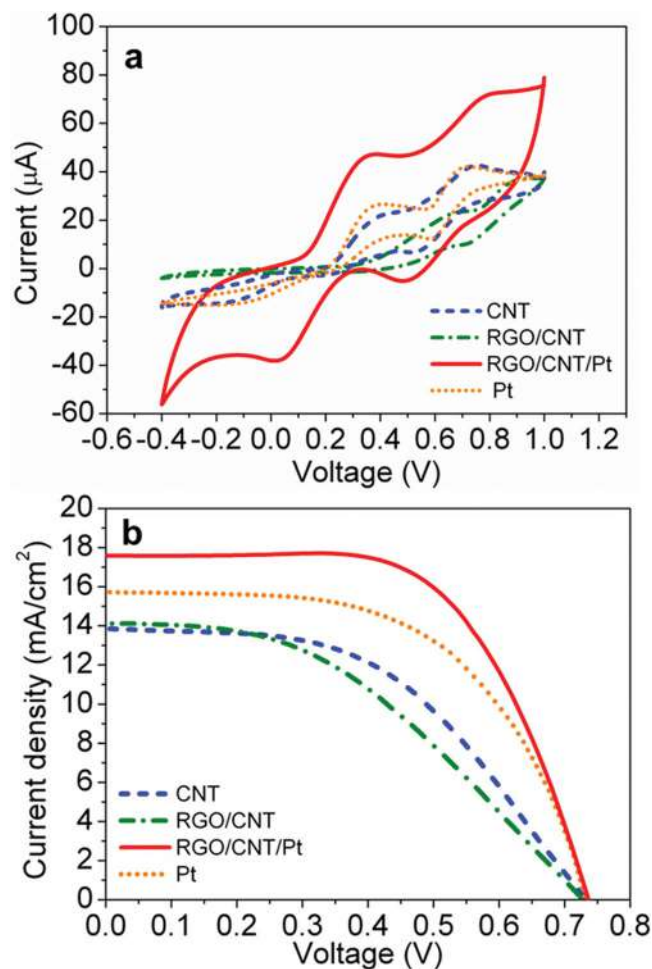 a
100
80
60
40
20
0
-20
-40
-60
Current (μA)
CNT
RGO/CNT
RGO/CNT/Pt
Pt
-0.6 -0.4 -0.2 0.0 0.2 0.4 0.6 0.8 1.0 1.2
Voltage (V)
b
20
18
16
14
12
10
8
6
4
2
0
Current density (mA/cm²)
CNT
RGO/CNT
RGO/CNT/Pt
Pt
0.0 0.1 0.2 0.3 0.4 0.5 0.6 0.7 0.8
Voltage (V)